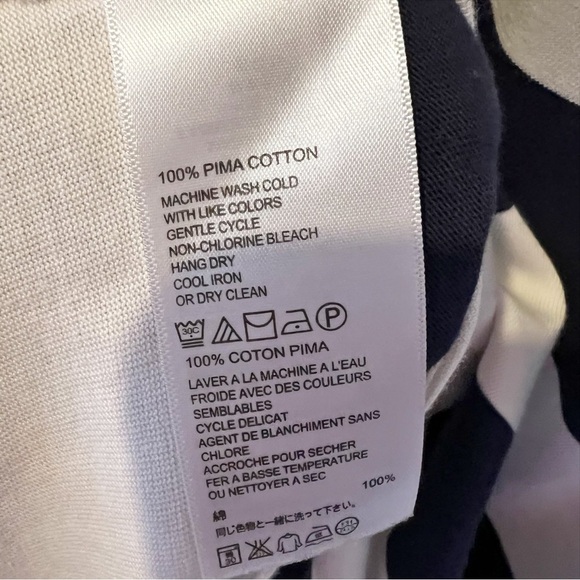 100% PIMA COTTON
MACHINE WASH COLD
WITH LIKE COLORS
GENTLE CYCLE
NON-CHLORINE BLEACH
HANG DRY
COOL IRON
OR DRY CLEAN
30C P
100% COTON PIMA
LAVER A LA MACHINE A L'EAU
FROIDE AVEC DES COULEURS
SEMBLABLES
CYCLE DELICAT
AGENT DE BLANCHIMENT SANS
CHLORE
ACCROCHE POUR SECHER
FER A BASSE TEMPERATURE
OU NETTOYER A SEC
綿 100%
同じ色物と一緒に洗って下さい。